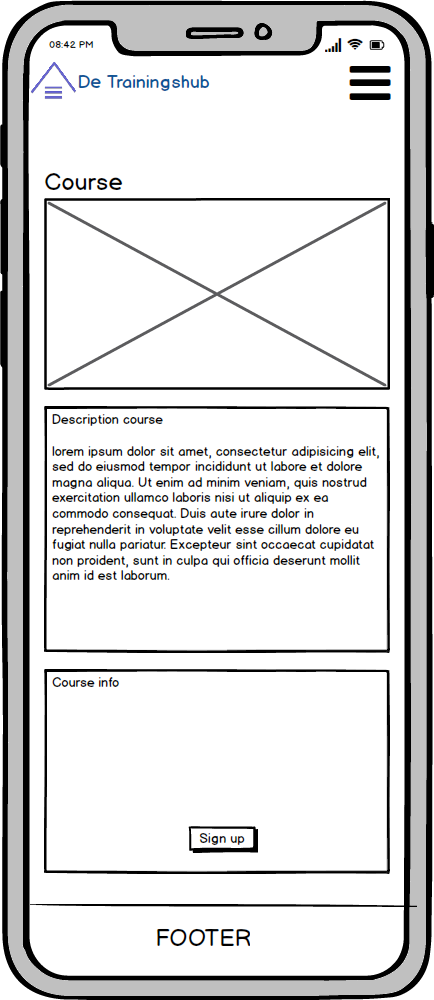 08:42 PM
De Trainingshub
Course
Description course
lorem ipsum dolor sit amet, consectetur adipisicing elit,
sed do eiusmod tempor incididunt ut labore et dolore
magna aliqua. Ut enim ad minim veniam, quis nostrud
exercitation ullamco laboris nisi ut aliquip ex ea
commodo consequat. Duis aute irure dolor in
reprehenderit in voluptate velit esse cillum dolore eu
fugiat nulla pariatur. Excepteur sint occaecat cupidatat
non proident, sunt in culpa qui officia deserunt mollit
anim id est laborum.
Course info
Sign up
FOOTER